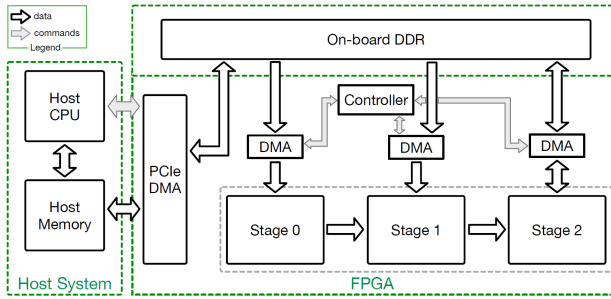 data
commands
Legend
On-board DDR
Host
CPU
Controller
PCIe
DMA
DMA
DMA
DMA
Host
Memory
Stage 0
Stage 1
Stage 2
Host System
FPGA